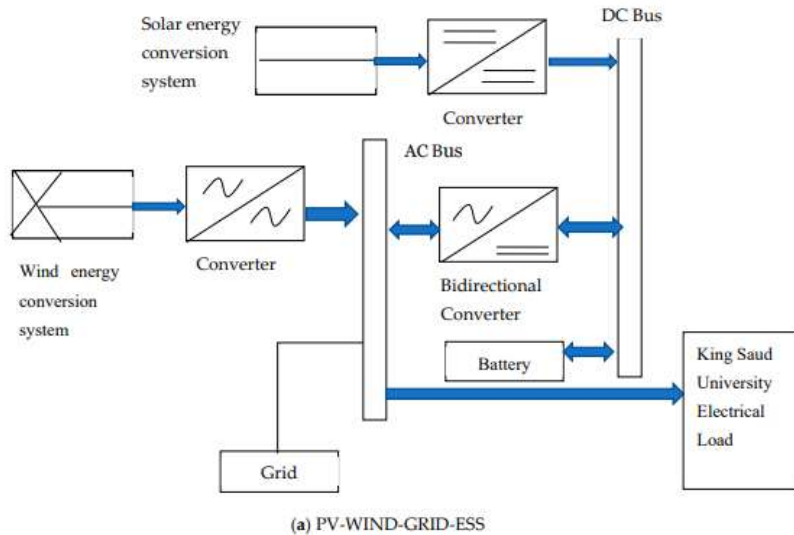 Solar energy
conversion
system
DC Bus
Converter
AC Bus
Wind energy
conversion
system
Converter
Bidirectional
Converter
Battery
King Saud
University
Electrical
Load
Grid
(a) PV-WIND-GRID-ESS